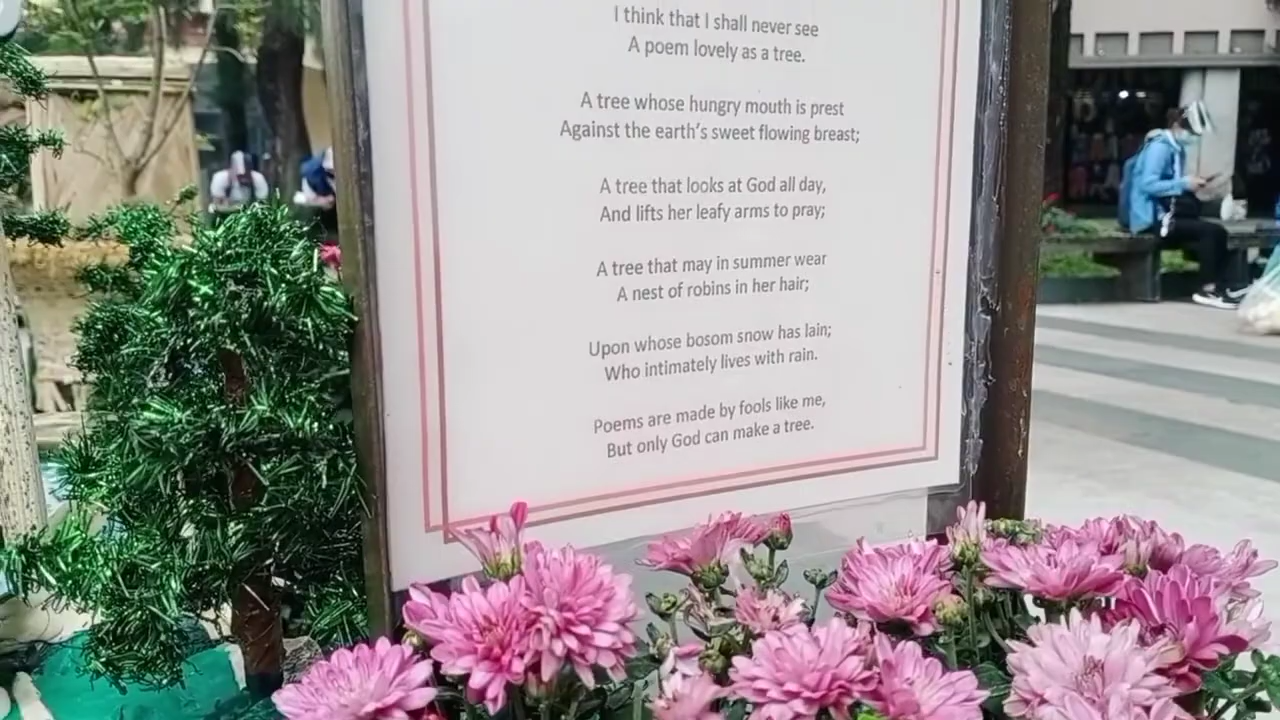 I think that I shall never see
A poem lovely as a tree.
A tree whose hungry mouth is prest
Against the earth's sweet flowing breast;
A tree that looks at God all day,
And lifts her leafy arms to pray;
A tree that may in summer wear
A nest of robins in her hair;
Upon whose bosom snow has lain;
Who intimately lives with rain.
Poems are made by fools like me,
But only God can make a tree.